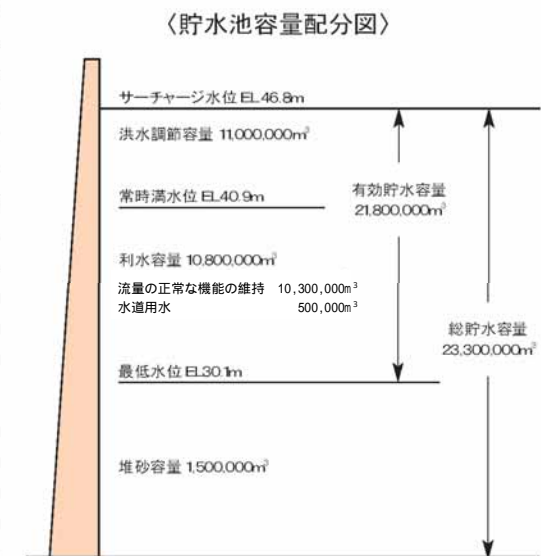 〈貯水池容量配分図〉
サーチャージ水位 EL.46.8m
洪水調節容量 11,000,000m³
常時満水位 EL.40.9m
有効貯水容量
21,800,000m³
利水容量 10,800,000m³
流量の正常な機能の維持 10,300,000m³
水道用水 500,000m³
総貯水容量
23,300,000m³
最低水位 EL.30.1m
堆砂容量 1,500,000m³